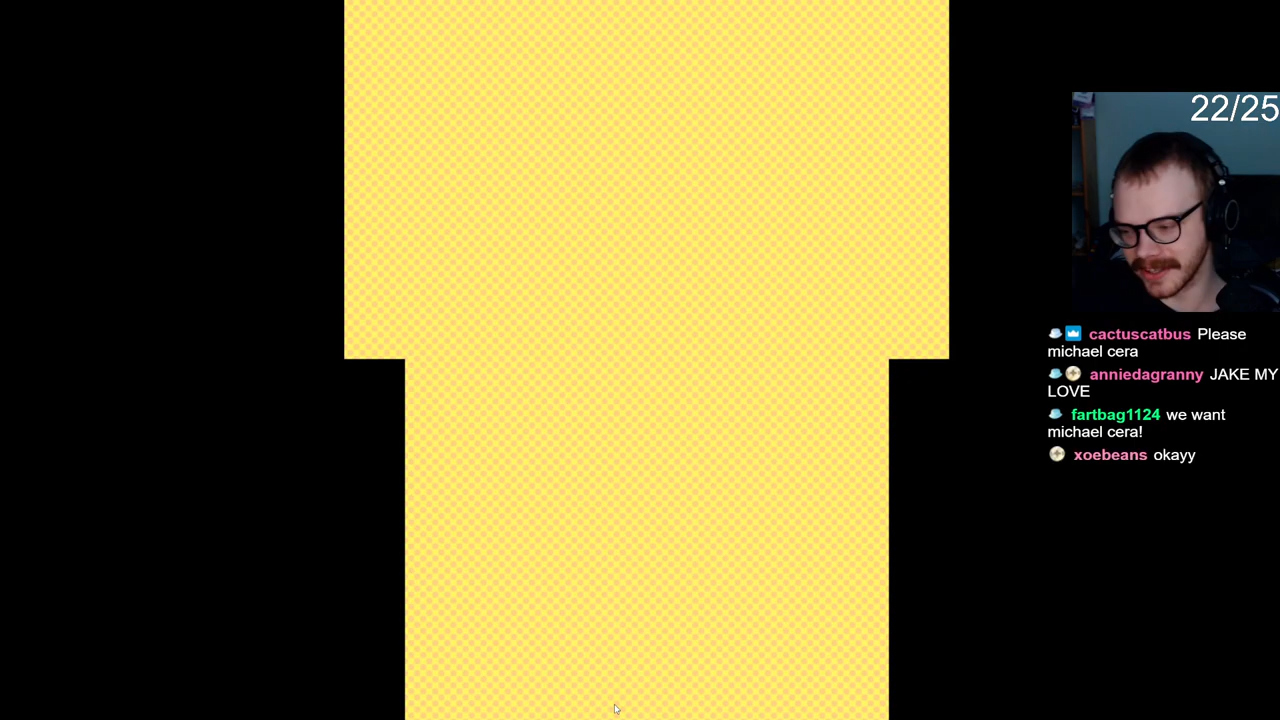 22/25
cactuscatbus Please
michael cera
anniedagranny JAKE MY
LOVE
fartbag1124 we want
michael cera!
xoebeans okayy